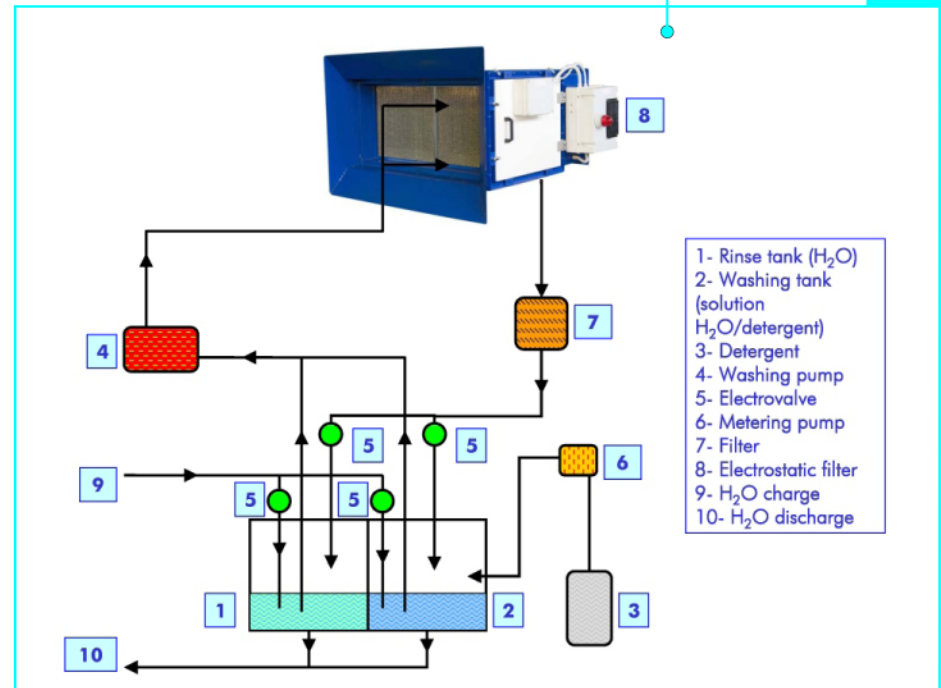 8
7
4
5
5
6
9
5
5
1
2
3
10
1- Rinse tank (H₂O)
2- Washing tank
(solution
H₂O/detergent)
3- Detergent
4- Washing pump
5- Electrovalve
6- Metering pump
7- Filter
8- Electrostatic filter
9- H₂O charge
10- H₂O discharge